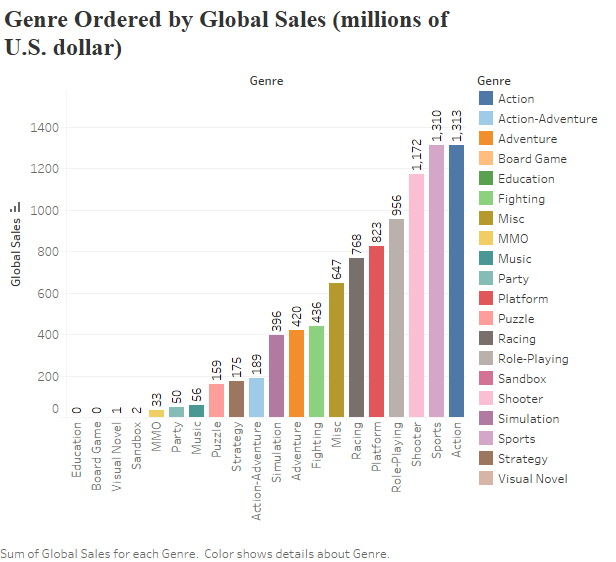 Genre Ordered by Global Sales (millions of
U.S. dollar)
Genre
Genre
Action
Action-Adventure
Adventure
Board Game
Education
Fighting
Misc
MMO
Music
Party
Platform
Puzzle
Racing
Role-Playing
Sandbox
Shooter
Simulation
Sports
Strategy
Visual Novel
Global Sales
1400
1200
1000
800
600
400
200
0
0
0
1
2
33
50
56
159
175
189
396
420
436
647
768
823
956
1,172
1,310
1,313
Education
Board Game
Visual Novel
Sandbox
MMO
Party
Music
Puzzle
Strategy
Action-Adventure
Simulation
Adventure
Fighting
Misc
Racing
Platform
Role-Playing
Shooter
Sports
Action
Sum of Global Sales for each Genre.  Color shows details about Genre.